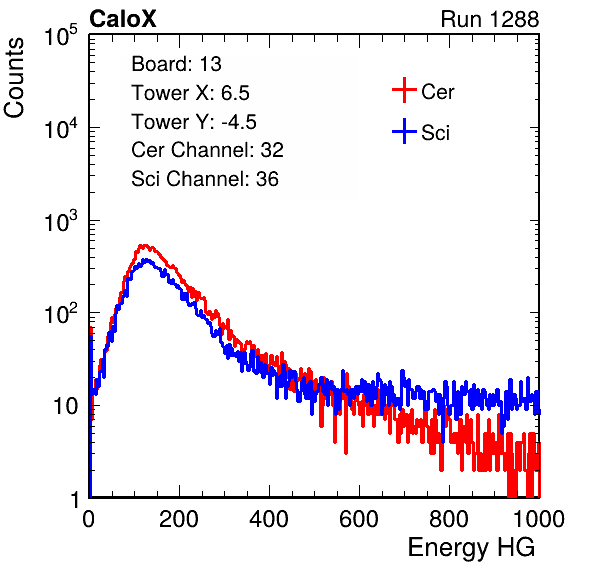 CaloX Run 1288
Counts
10^5
10^4
10^3
10^2
10
1
Board: 13
Tower X: 6.5
Tower Y: -4.5
Cer Channel: 32
Sci Channel: 36
Cer
Sci
0 200 400 600 800 1000
Energy HG